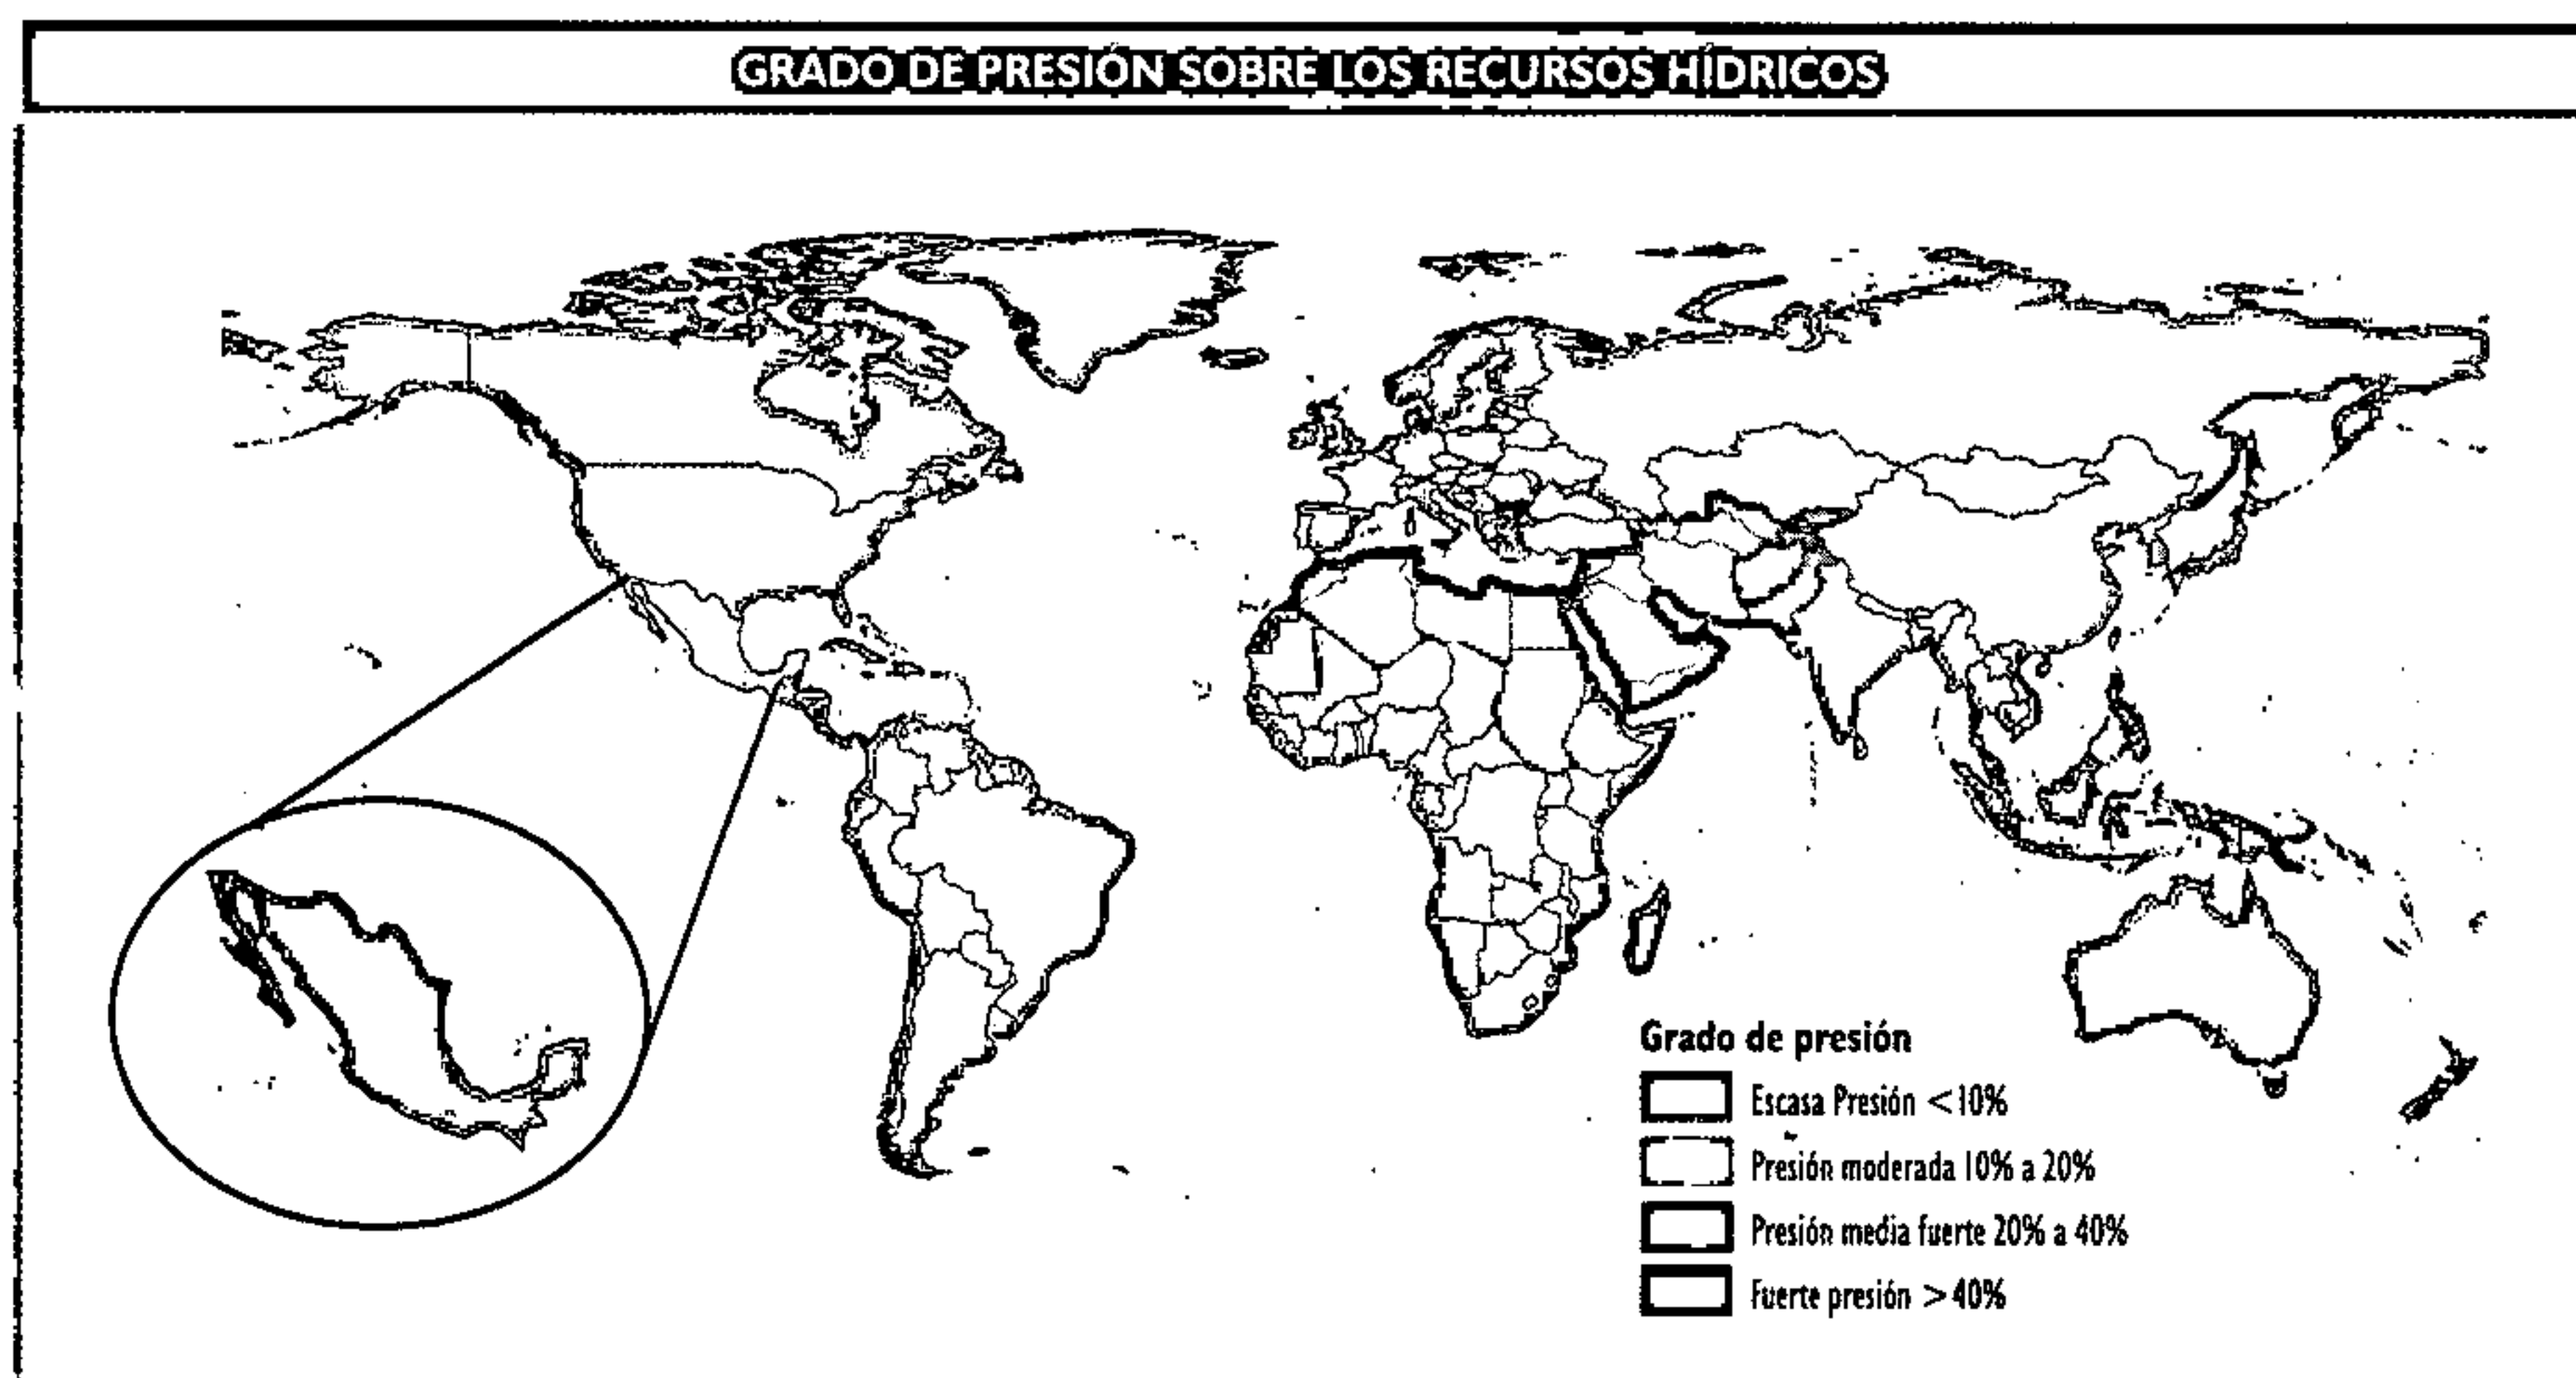 GRADO DE PRESIÓN SOBRE LOS RECURSOS HÍDRICOS
Grado de presión
Escasa Presión <10%
Presión moderada 10% a 20%
Presión media fuerte 20% a 40%
Fuerte presión >40%